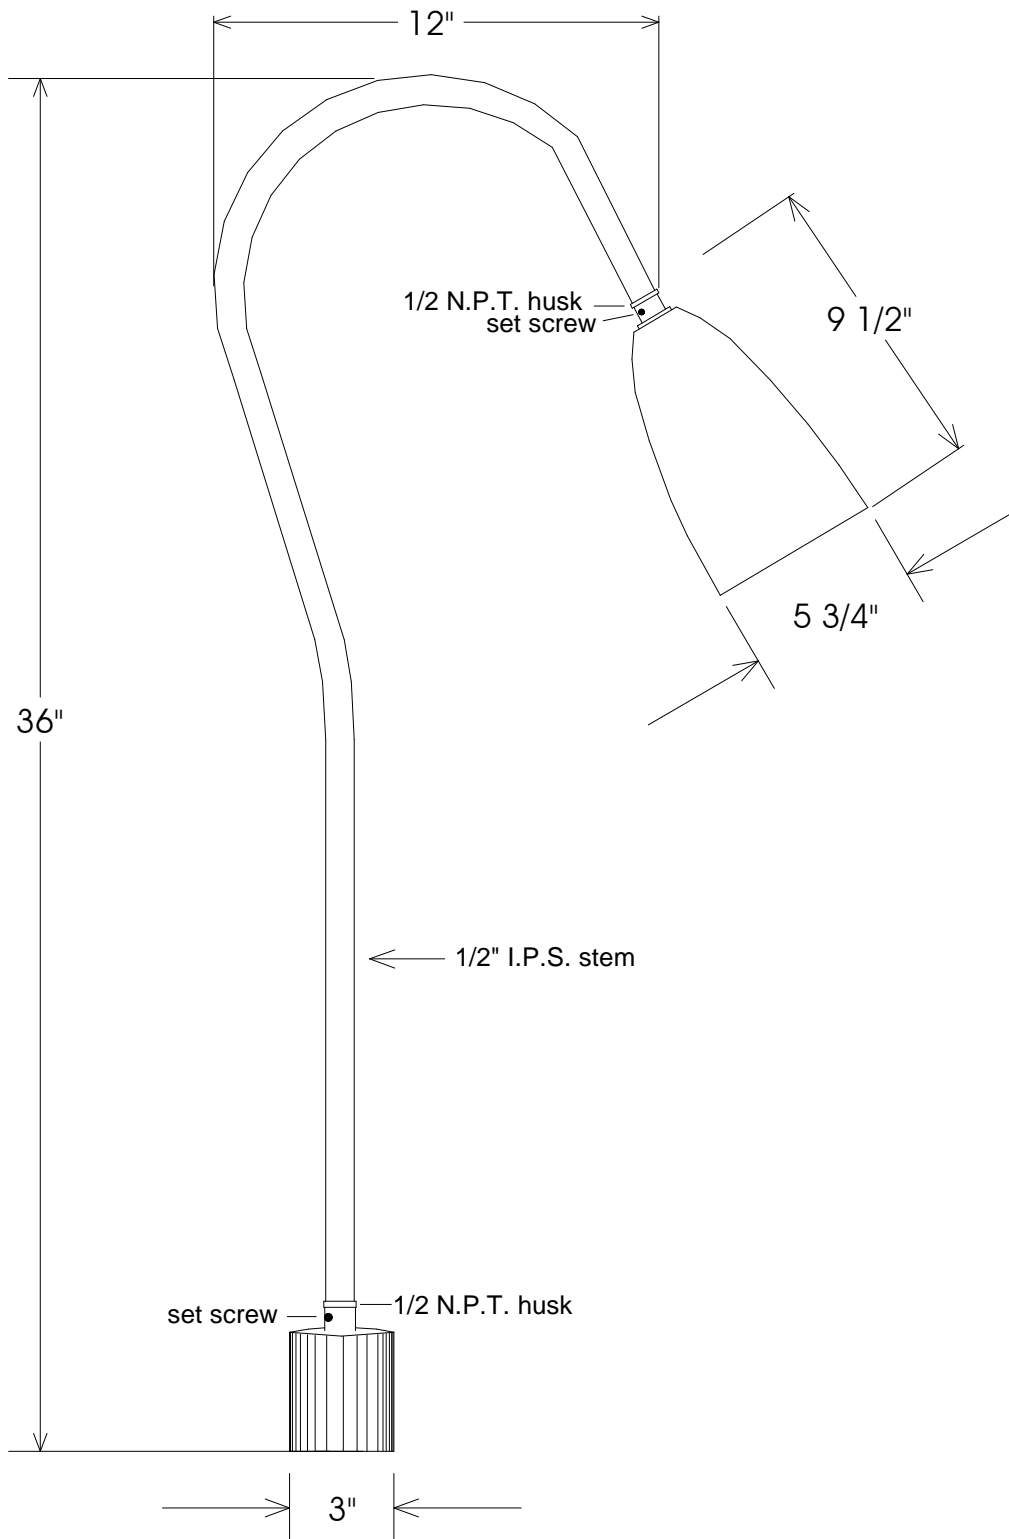 12"
1/2 N.P.T. husk
set screw
9 1/2"
5 3/4"
36"
1/2" I.P.S. stem
1/2 N.P.T. husk
set screw
3"